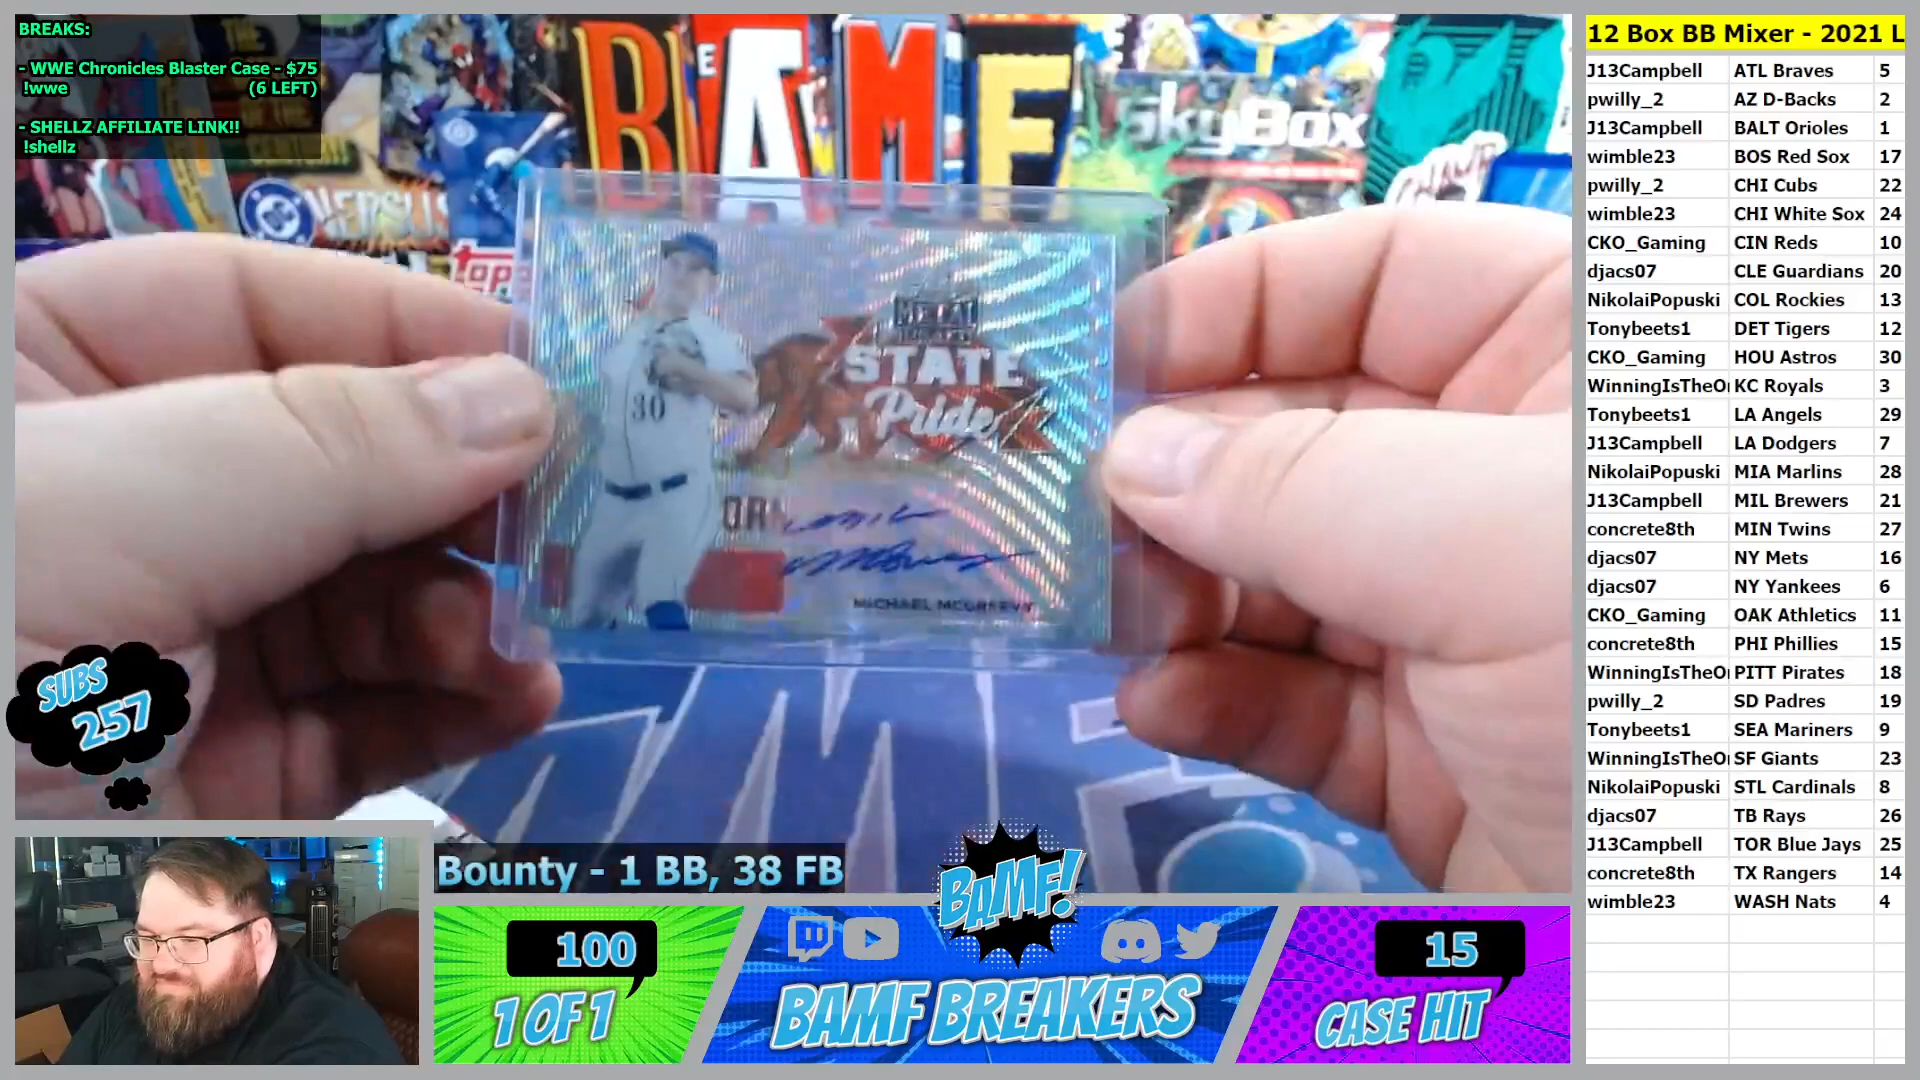 BREAKS:
- WWE Chronicles Blaster Case - $75
!wwe (6 LEFT)
- SHELLZ AFFILIATE LINK!!
!shellz
BAMF
SkyBox
VERSUS
Topps
METAL
STATE
Pride
30
MICHAEL MCGREEVY
SUBS
257
Bounty - 1 BB, 38 FB
BAMF!
100
1 OF 1
BAMF BREAKERS
15
CASE HIT
12 Box BB Mixer - 2021 L
J13Campbell ATL Braves 5
pwilly_2 AZ D-Backs 2
J13Campbell BALT Orioles 1
wimble23 BOS Red Sox 17
pwilly_2 CHI Cubs 22
wimble23 CHI White Sox 24
CKO_Gaming CIN Reds 10
djacs07 CLE Guardians 20
NikolaiPopuski COL Rockies 13
Tonybeets1 DET Tigers 12
CKO_Gaming HOU Astros 30
WinningIsTheO KC Royals 3
Tonybeets1 LA Angels 29
J13Campbell LA Dodgers 7
NikolaiPopuski MIA Marlins 28
J13Campbell MIL Brewers 21
concrete8th MIN Twins 27
djacs07 NY Mets 16
djacs07 NY Yankees 6
CKO_Gaming OAK Athletics 11
concrete8th PHI Phillies 15
WinningIsTheO PITT Pirates 18
pwilly_2 SD Padres 19
Tonybeets1 SEA Mariners 9
WinningIsTheO SF Giants 23
NikolaiPopuski STL Cardinals 8
djacs07 TB Rays 26
J13Campbell TOR Blue Jays 25
concrete8th TX Rangers 14
wimble23 WASH Nats 4